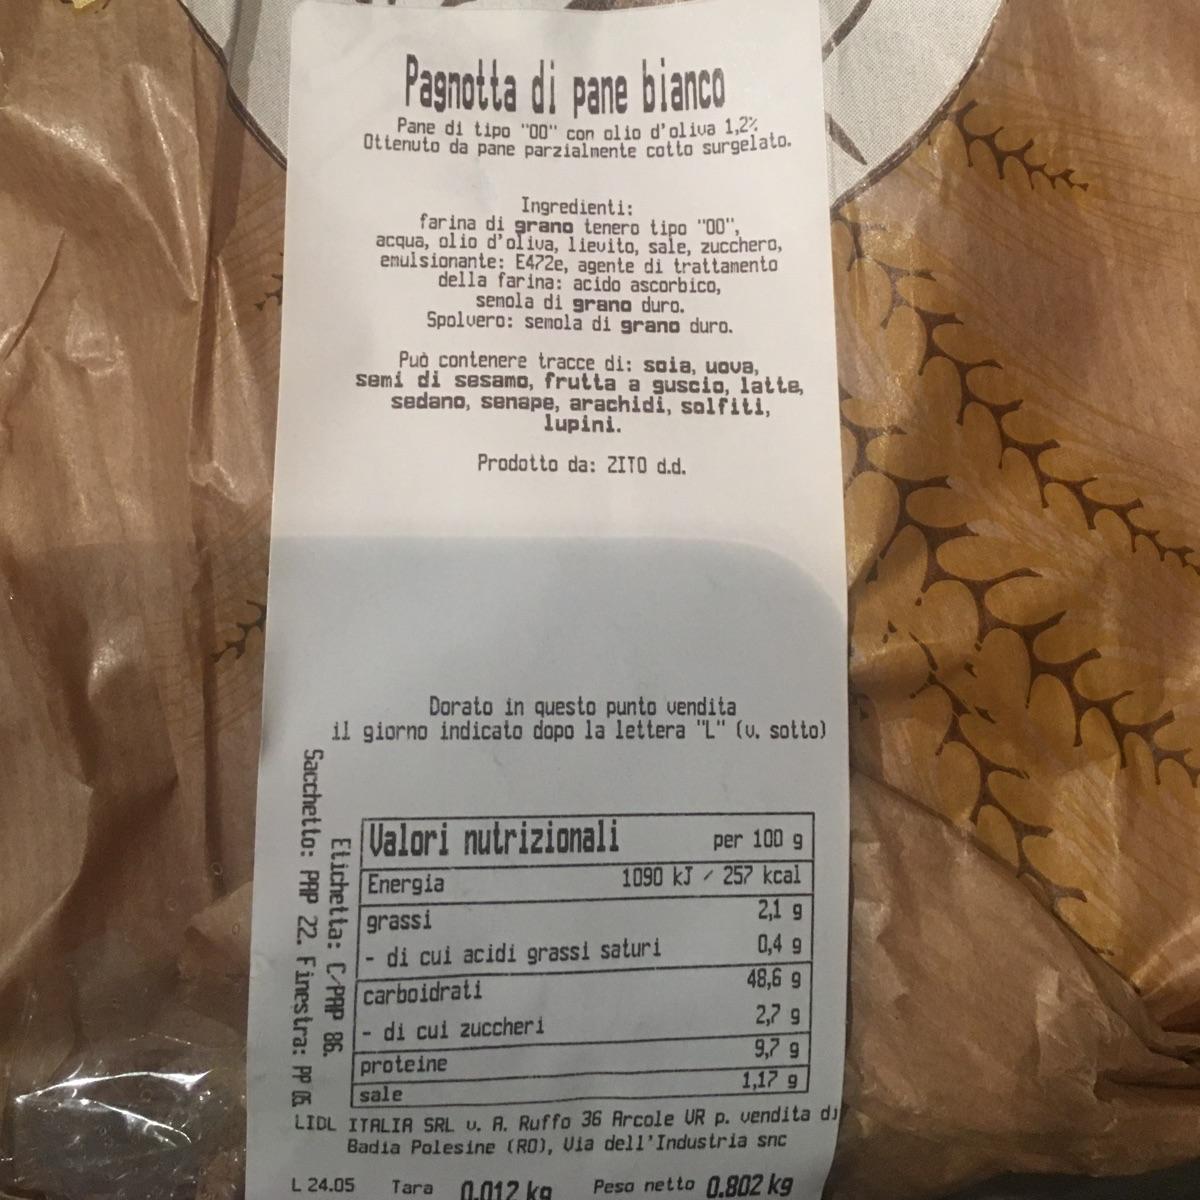 Pagnotta di pane bianco
Pane di tipo "00" con olio d'oliva 1,2%
Ottenuto da pane parzialmente cotto surgelato.
Ingredienti:
farina di grano tenero tipo "00",
acqua, olio d'oliva, lievito, sale, zucchero,
emulsionante: E472e, agente di trattamento
della farina: acido ascorbico,
semola di grano duro.
Spolvero: semola di grano duro.
Può contenere tracce di: soia, uova,
semi di sesamo, frutta a guscio, latte,
sedano, senape, arachidi, solfiti,
lupini.
Prodotto da: ZITO d.d.
Dorato in questo punto vendita
il giorno indicato dopo la lettera "L" (v. sotto)
Etichetta: C/PAP 86.
Sacchetto: PAP 22. Finestra: PP 05
Valori nutrizionali per 100 g
Energia 1090 kJ / 257 kcal
grassi 2,1 g
- di cui acidi grassi saturi 0,4 g
carboidrati 48,6 g
- di cui zuccheri 2,7 g
proteine 9,7 g
sale 1,17 g
LIDL ITALIA SRL v. A. Ruffo 36 Arcole VR p. vendita di
Badia Polesine (RO), Via dell'Industria snc
L 24.05 Tara 0.012 kg Peso netto 0.802 kg